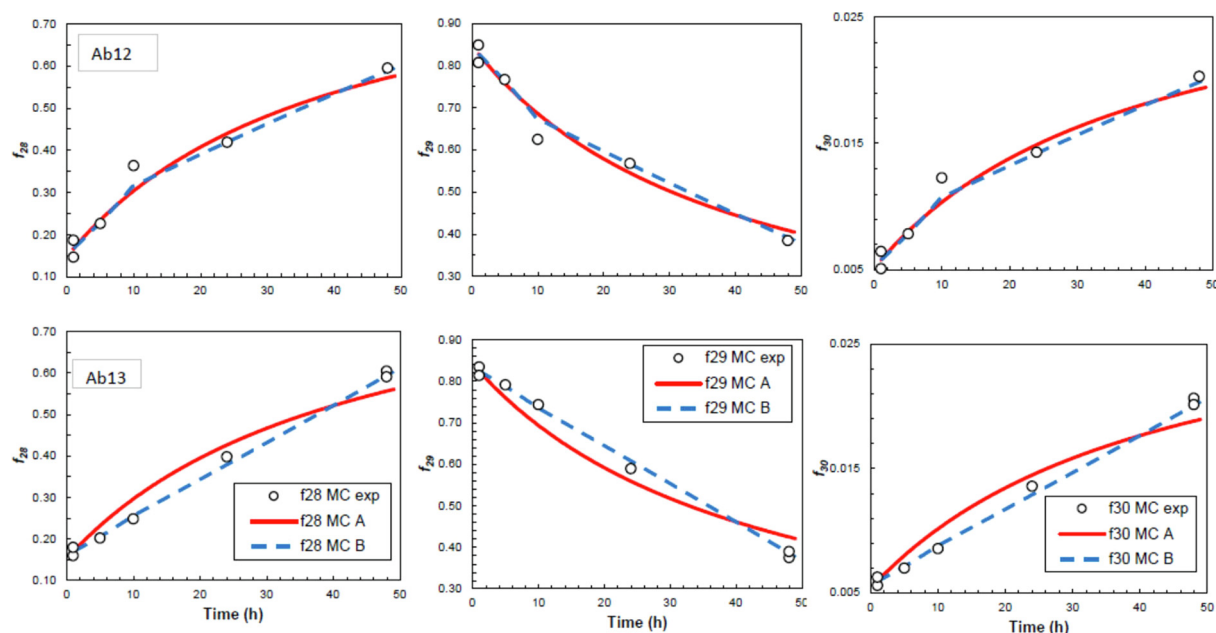 Ab12
f28
0.70
0.60
0.50
0.40
0.30
0.20
0.10
0 10 20 30 40 50
f29
0.90
0.80
0.70
0.60
0.50
0.40
0.30
0 10 20 30 40 50
f30
0.025
0.015
0.005
0 10 20 30 40 50
Ab13
f28
0.70
0.60
0.50
0.40
0.30
0.20
0.10
f28 MC exp
f28 MC A
f28 MC B
0 10 20 30 40 50
Time (h)
f29
0.90
0.80
0.70
0.60
0.50
0.40
0.30
f29 MC exp
f29 MC A
f29 MC B
0 10 20 30 40 50
Time (h)
f30
0.025
0.015
0.005
f30 MC exp
f30 MC A
f30 MC B
0 10 20 30 40 50
Time (h)